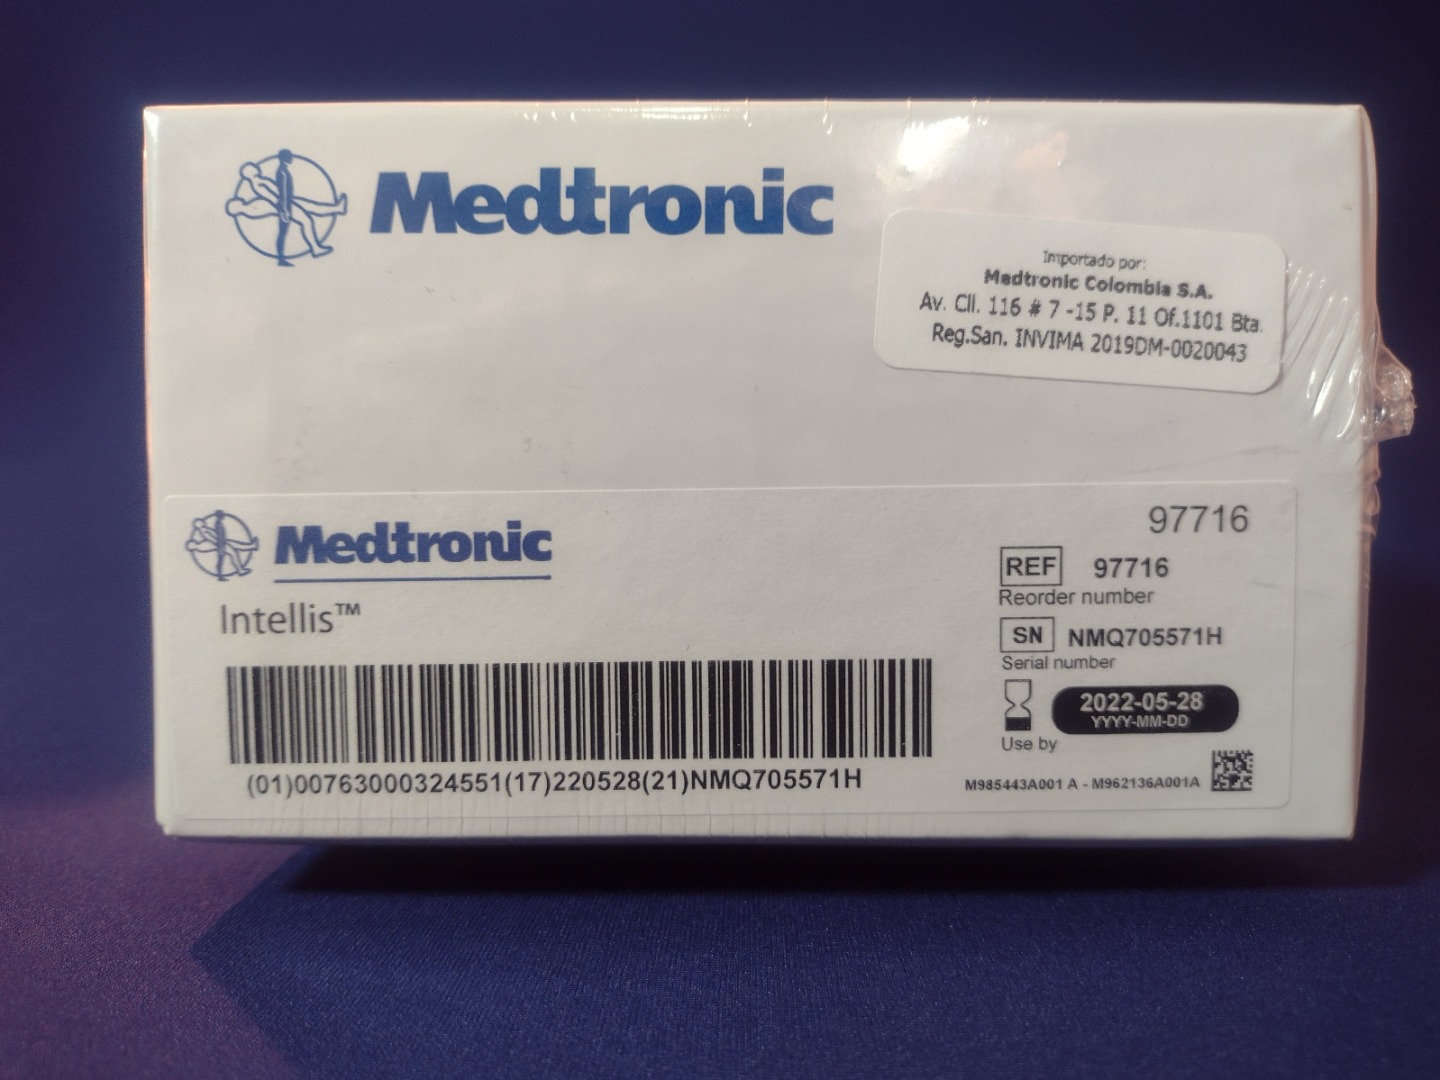 Medtronic
Importado por:
Medtronic Colombia S.A.
Av. Cll. 116 # 7 -15 P. 11 Of.1101 Bta.
Reg.San. INVIMA 2019DM-0020043
Medtronic
Intellis™
(01)00763000324551(17)220528(21)NMQ705571H
97716
REF 97716
Reorder number
SN NMQ705571H
Serial number
2022-05-28
YYYY-MM-DD
Use by
M985443A001 A - M962136A001A